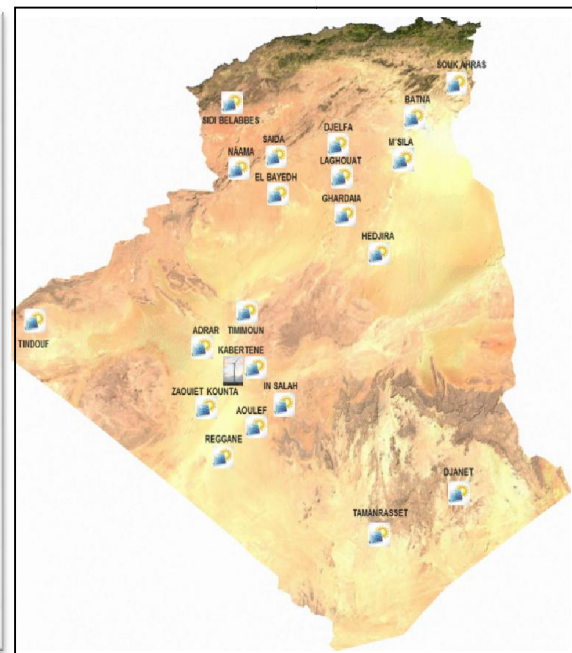 SOUK AHRAS
BATNA
SIDI BELABBES
DJELFA
SAIDA
M'SILA
NÂAMA
LAGHOUAT
EL BAYEDH
GHARDAIA
HEDJIRA
TIMIMOUN
ADRAR
TINDOUF
KABERTENE
IN SALAH
ZAOUIET KOUNTA
AOULEF
REGGANE
DJANET
TAMANRASSET